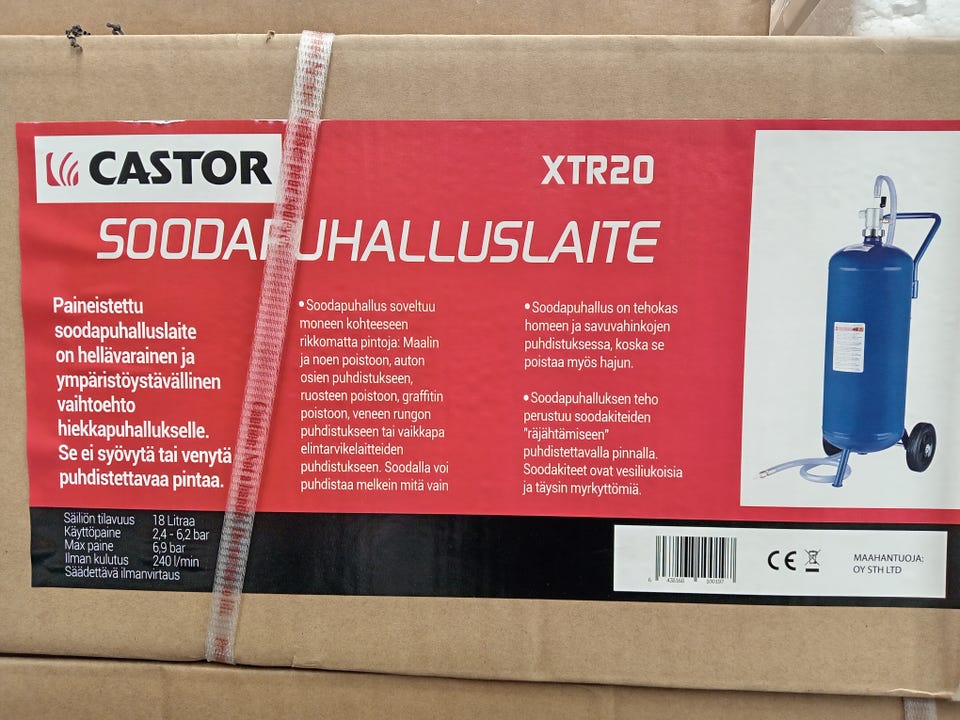 CASTOR
XTR20
SOODAPUHALLUSLAITE
Paineistettu
soodapuhalluslaite
on hellävarainen ja
ympäristöystävällinen
vaihtoehto
hiekkapuhallukselle.
Se ei syövytä tai venytä
puhdistettavaa pintaa.
•Soodapuhallus soveltuu
moneen kohteeseen
rikkomatta pintoja: Maalin
ja noen poistoon, auton
osien puhdistukseen,
ruosteen poistoon, graffitin
poistoon, veneen rungon
puhdistukseen tai vaikkapa
elintarvikelaitteiden
puhdistukseen. Soodalla voi
puhdistaa melkein mitä vain
•Soodapuhallus on tehokas
homeen ja savuvahinkojen
puhdistuksessa, koska se
poistaa myös hajun.
•Soodapuhalluksen teho
perustuu soodakiteiden
"räjähtämiseen"
puhdistettavalla pinnalla.
Soodakiteet ovat vesiliukoisia
ja täysin myrkyttömiä.
Säiliön tilavuus 18 Litraa
Käyttöpaine 2,4 - 6,2 bar
Max paine 6,9 bar
Ilman kulutus 240 l/min
Säädettävä ilmanvirtaus
CE
MAAHANTUOJA:
OY STH LTD